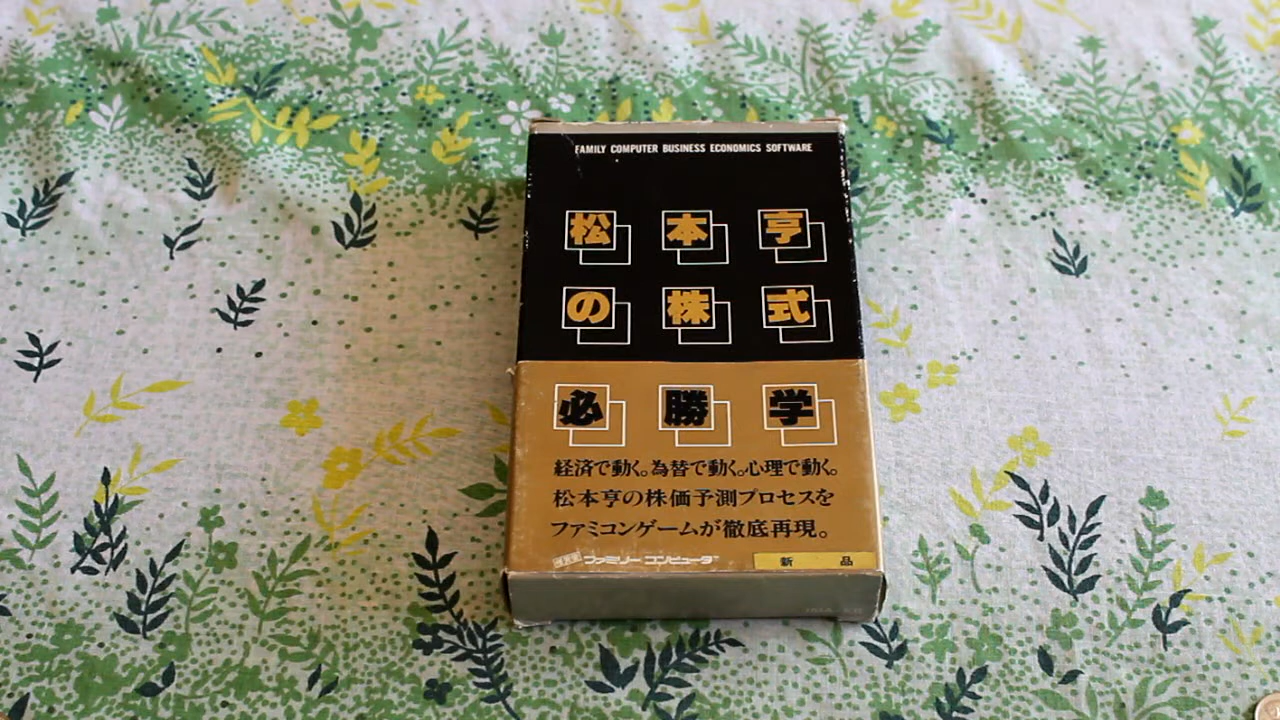 FAMILY COMPUTER BUSINESS ECONOMICS SOFTWARE
松本亨
の株式
必勝学
経済で動く。為替で動く。心理で動く。
松本亨の株価予測プロセスを
ファミコンゲームが徹底再現。
ファミリーコンピュータ
新品